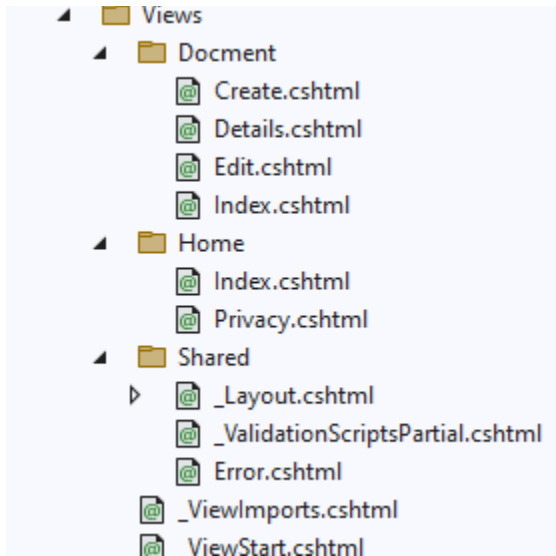 Views
Docment
Create.cshtml
Details.cshtml
Edit.cshtml
Index.cshtml
Home
Index.cshtml
Privacy.cshtml
Shared
_Layout.cshtml
_ValidationScriptsPartial.cshtml
Error.cshtml
_ViewImports.cshtml
_ViewStart.cshtml